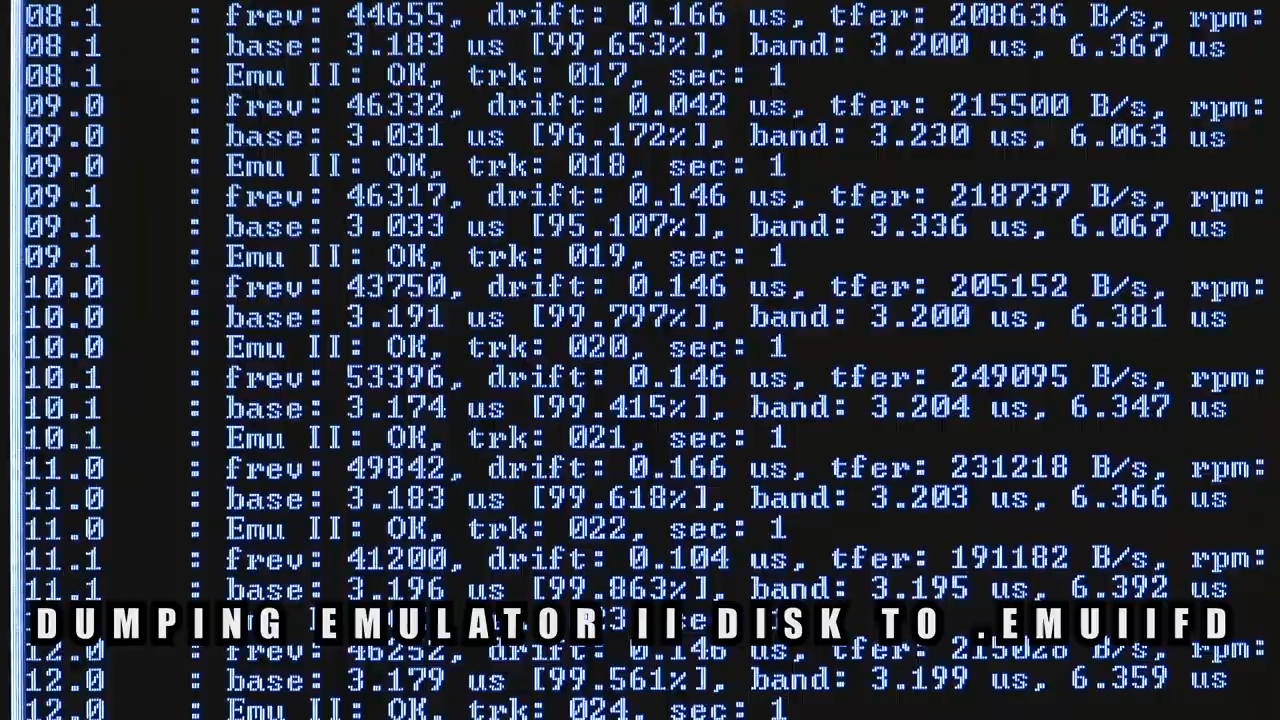 08.1 : frev: 44655, drift: 0.166 us, tfer: 208636 B/s, rpm:
08.1 : base: 3.183 us [99.653%], band: 3.200 us, 6.367 us
08.1 : Emu II: OK, trk: 017, sec: 1
09.0 : frev: 46332, drift: 0.042 us, tfer: 215500 B/s, rpm:
09.0 : base: 3.031 us [96.172%], band: 3.230 us, 6.063 us
09.0 : Emu II: OK, trk: 018, sec: 1
09.1 : frev: 46317, drift: 0.146 us, tfer: 218737 B/s, rpm:
09.1 : base: 3.033 us [95.107%], band: 3.336 us, 6.067 us
09.1 : Emu II: OK, trk: 019, sec: 1
10.0 : frev: 43750, drift: 0.146 us, tfer: 205152 B/s, rpm:
10.0 : base: 3.191 us [99.797%], band: 3.200 us, 6.381 us
10.0 : Emu II: OK, trk: 020, sec: 1
10.1 : frev: 53396, drift: 0.146 us, tfer: 249095 B/s, rpm:
10.1 : base: 3.174 us [99.415%], band: 3.204 us, 6.347 us
10.1 : Emu II: OK, trk: 021, sec: 1
11.0 : frev: 49842, drift: 0.166 us, tfer: 231218 B/s, rpm:
11.0 : base: 3.183 us [99.618%], band: 3.203 us, 6.366 us
11.0 : Emu II: OK, trk: 022, sec: 1
11.1 : frev: 41200, drift: 0.104 us, tfer: 191182 B/s, rpm:
11.1 : base: 3.196 us [99.863%], band: 3.195 us, 6.392 us
DUMPING EMULATOR II DISK TO .EMUIIFD
12.0 : frev: 46252, drift: 0.146 us, tfer: 215028 B/s, rpm:
12.0 : base: 3.179 us [99.561%], band: 3.199 us, 6.359 us
12.0 : Emu II: OK, trk: 024, sec: 1